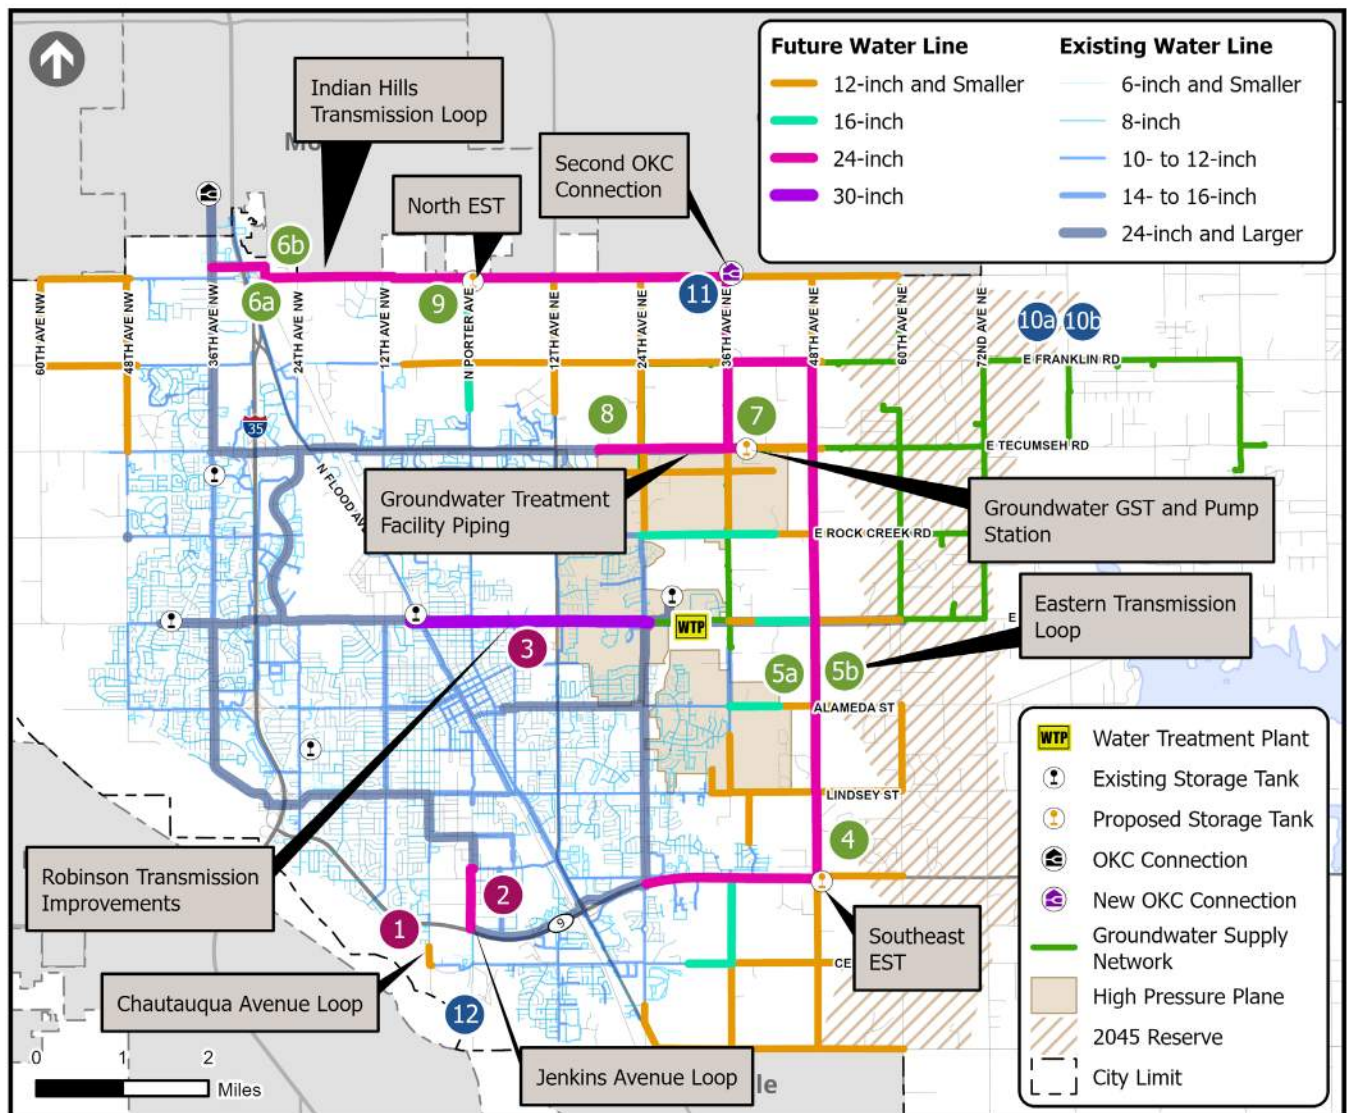 Future Water Line
12-inch and Smaller
16-inch
24-inch
30-inch
Existing Water Line
6-inch and Smaller
8-inch
10- to 12-inch
14- to 16-inch
24-inch and Larger
Indian Hills
Transmission Loop
Second OKC
Connection
North EST
6b
6a
9
11
10a
10b
60TH AVE NW
48TH AVE NW
36TH AVE NW
24TH AVE NW
12TH AVE NW
N PORTER AVE
12TH AVE NE
24TH AVE NE
36TH AVE NE
48TH AVE NE
60TH AVE NE
72ND AVE NE
E FRANKLIN RD
8
7
35
E TECUMSEH RD
N FLOOD AV
Groundwater Treatment
Facility Piping
Groundwater GST and Pump
Station
E ROCK CREEK RD
Eastern Transmission
Loop
E
WTP
3
5a
5b
ALAMEDA ST
LINDSEY ST
4
Robinson Transmission
Improvements
2
1
9
Southeast
EST
CE
Chautauqua Avenue Loop
12
Jenkins Avenue Loop
le
WTP
Water Treatment Plant
Existing Storage Tank
Proposed Storage Tank
OKC Connection
New OKC Connection
Groundwater Supply
Network
High Pressure Plane
2045 Reserve
City Limit
0 1 2
Miles